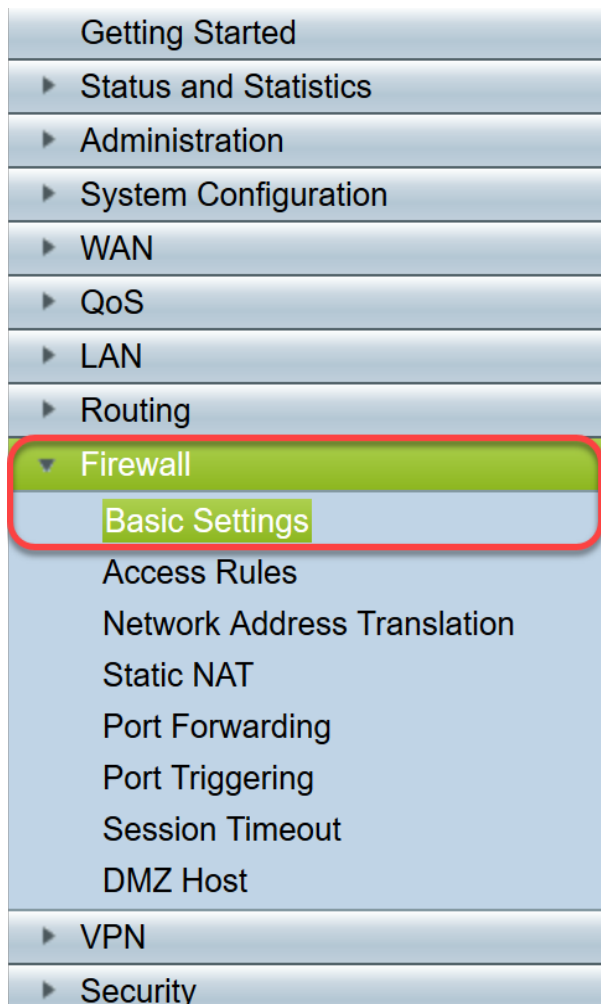 Getting Started
Status and Statistics
Administration
System Configuration
WAN
QoS
LAN
Routing
Firewall
Basic Settings
Access Rules
Network Address Translation
Static NAT
Port Forwarding
Port Triggering
Session Timeout
DMZ Host
VPN
Security